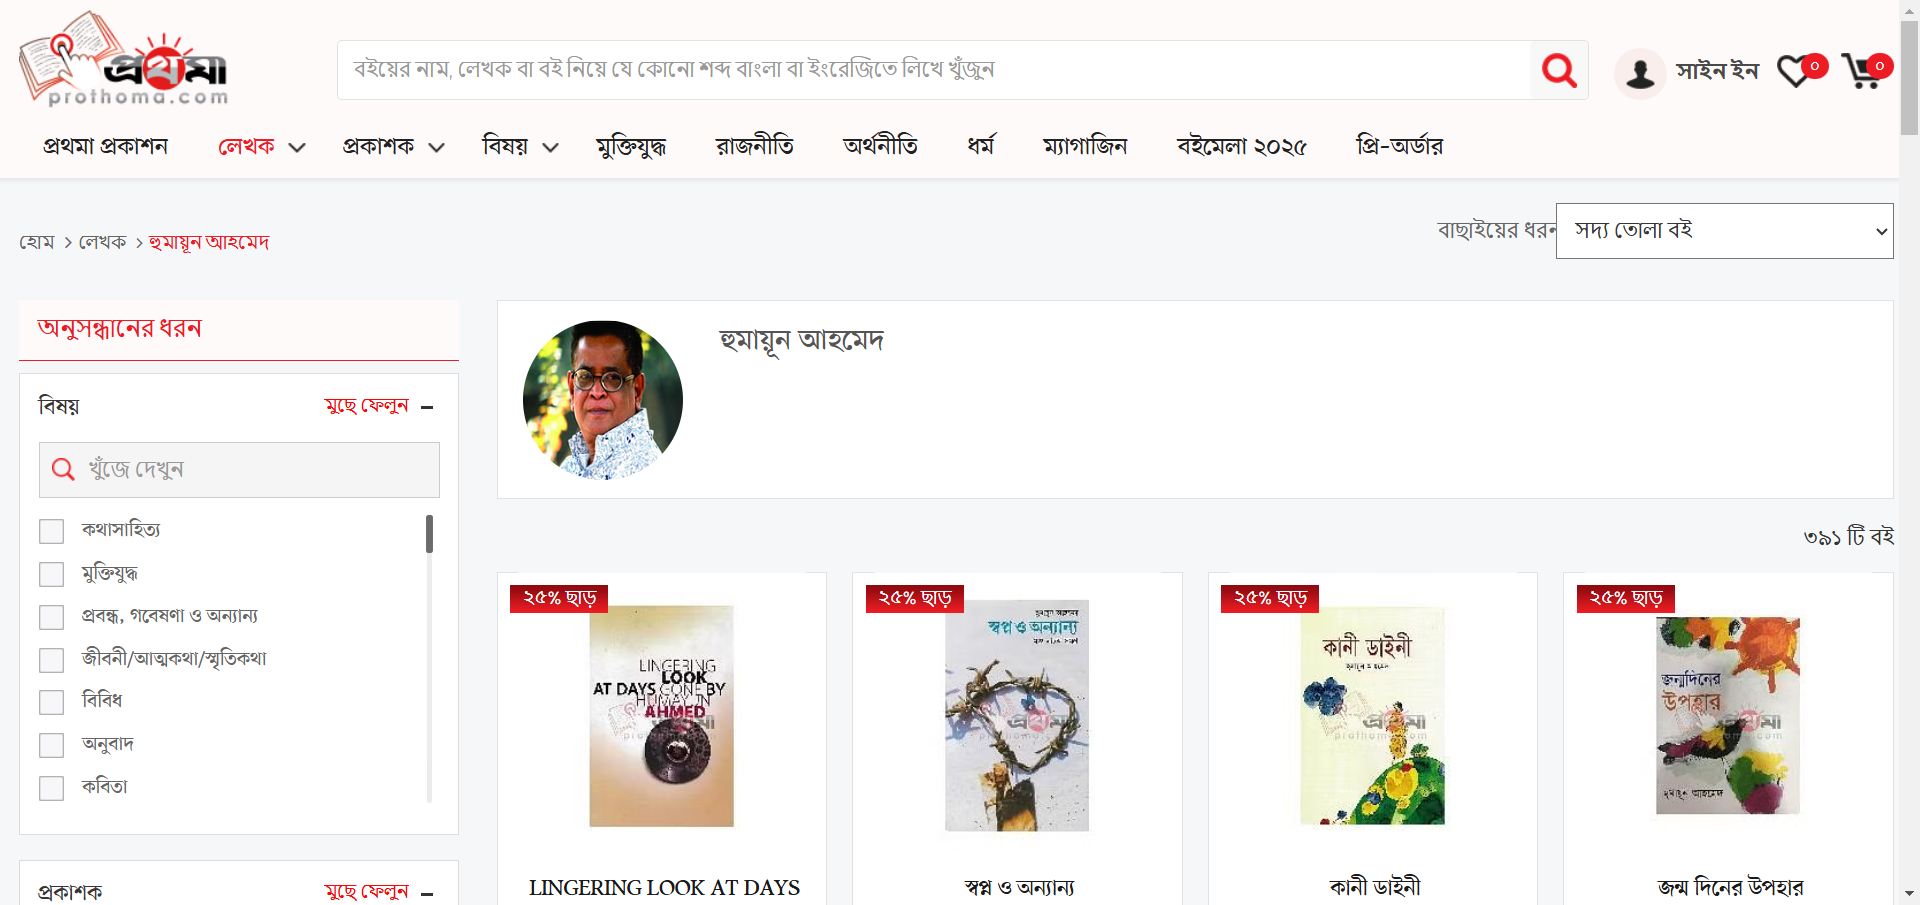 প্রথমা
prothoma.com
বইয়ের নাম, লেখক বা বই নিয়ে যে কোনো শব্দ বাংলা বা ইংরেজিতে লিখে খুঁজুন
সাইন ইন
০
০
প্রথমা প্রকাশন
লেখক
প্রকাশক
বিষয়
মুক্তিযুদ্ধ
রাজনীতি
অর্থনীতি
ধর্ম
ম্যাগাজিন
বইমেলা ২০২৫
প্রি-অর্ডার
হোম > লেখক > হুমায়ূন আহমেদ
বাছাইয়ের ধরন
সদ্য তোলা বই
অনুসন্ধানের ধরন
বিষয়
মুছে ফেলুন
খুঁজে দেখুন
কথাসাহিত্য
মুক্তিযুদ্ধ
প্রবন্ধ, গবেষণা ও অন্যান্য
জীবনী/আত্মকথা/স্মৃতিকথা
বিবিধ
অনুবাদ
কবিতা
প্রকাশক
মুছে ফেলুন
হুমায়ূন আহমেদ
৩৯১ টি বই
২৫% ছাড়
LINGERING
LOOK
AT DAYS GONE BY
HUMAYUN
AHMED
LINGERING LOOK AT DAYS
২৫% ছাড়
হুমায়ূন আহমেদ
স্বপ্ন ও অন্যান্য
স্বপ্ন ও অন্যান্য
২৫% ছাড়
কানী ডাইনী
হুমায়ূন আহমেদ
কানী ডাইনী
২৫% ছাড়
জন্মদিনের
উপহার
হুমায়ূন আহমেদ
জন্ম দিনের উপহার